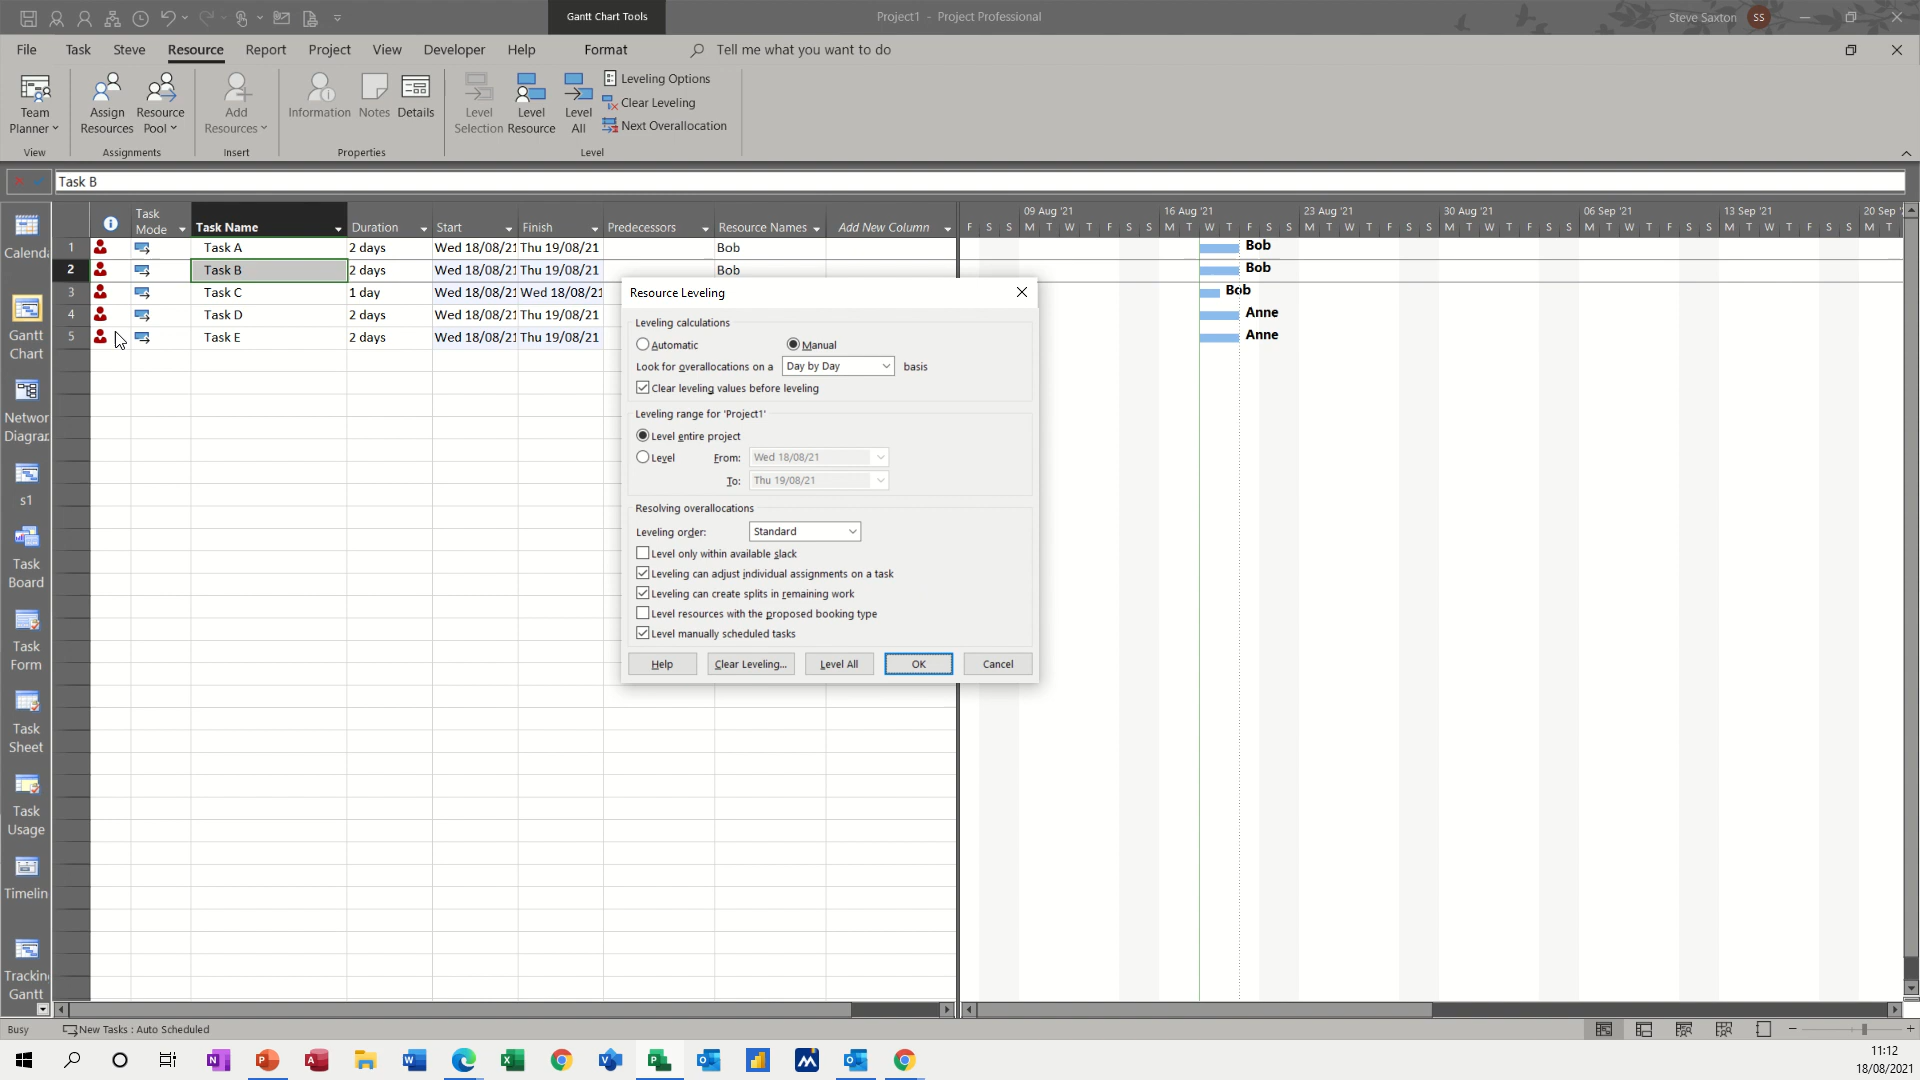 Gantt Chart Tools
Project1 - Project Professional
Steve Saxton
SS
File
Task
Steve
Resource
Report
Project
View
Developer
Help
Format
Tell me what you want to do
Team Planner
Assign Resources
Resource Pool
Add Resources
Information
Notes
Details
Level Selection
Level Resource
Level All
Leveling Options
Clear Leveling
Next Overallocation
View
Assignments
Insert
Properties
Level
Task B
Task Mode
Task Name
Duration
Start
Finish
Predecessors
Resource Names
Add New Column
09 Aug '21
16 Aug '21
23 Aug '21
30 Aug '21
06 Sep '21
13 Sep '21
20 Sep '
F S S M T W T F S S M T W T F S S M T W T F S S M T W T F S S M T W T F S S M T W T F S S M T
1 Task A 2 days Wed 18/08/21 Thu 19/08/21 Bob
2 Task B 2 days Wed 18/08/21 Thu 19/08/21 Bob
3 Task C 1 day Wed 18/08/21 Wed 18/08/21
4 Task D 2 days Wed 18/08/21 Thu 19/08/21
5 Task E 2 days Wed 18/08/21 Thu 19/08/21
Bob
Bob
Bob
Anne
Anne
Calenda
Gantt
Chart
Networ
Diagran
s1
Task
Board
Task
Form
Task
Sheet
Task
Usage
Timelin
Trackin
Gantt
Resource Leveling
Leveling calculations
Automatic
Manual
Look for overallocations on a Day by Day basis
Clear leveling values before leveling
Leveling range for 'Project1'
Level entire project
Level From: Wed 18/08/21
To: Thu 19/08/21
Resolving overallocations
Leveling order: Standard
Level only within available slack
Leveling can adjust individual assignments on a task
Leveling can create splits in remaining work
Level resources with the proposed booking type
Level manually scheduled tasks
Help
Clear Leveling...
Level All
OK
Cancel
Busy
New Tasks : Auto Scheduled
11:12
18/08/2021